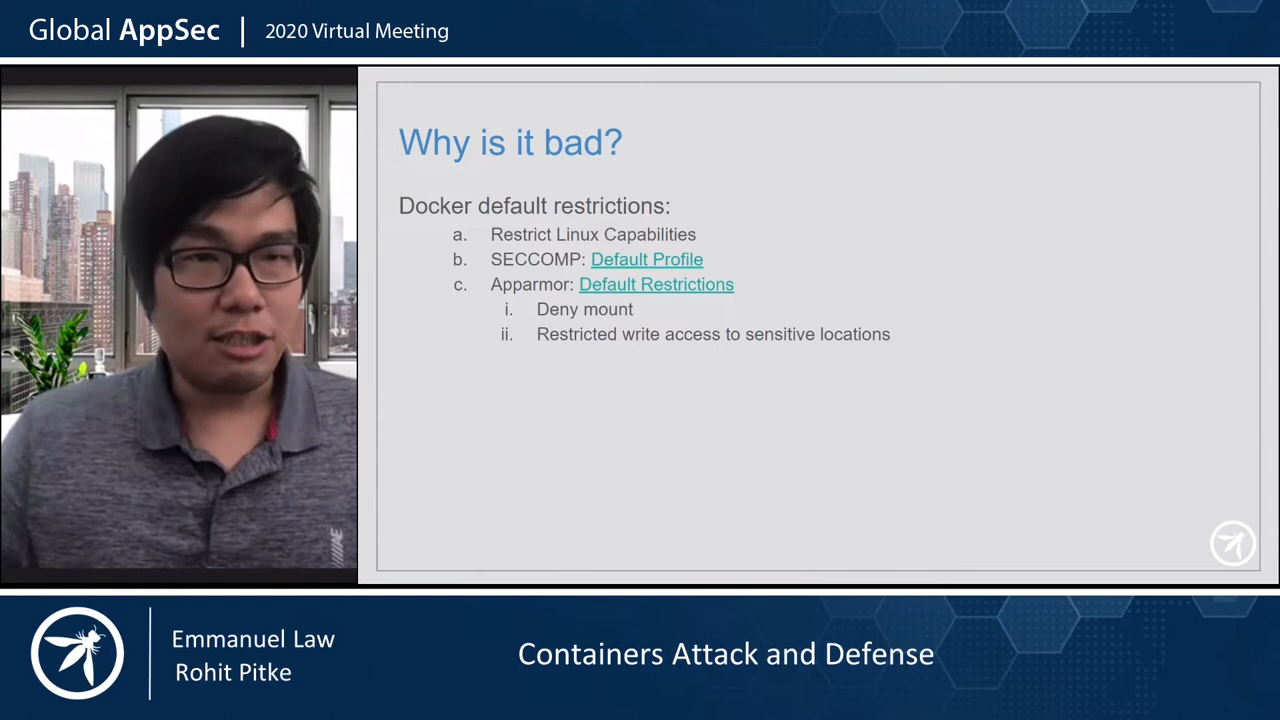 Global AppSec | 2020 Virtual Meeting
Why is it bad?
Docker default restrictions:
a. Restrict Linux Capabilities
b. SECCOMP: Default Profile
c. Apparmor: Default Restrictions
i. Deny mount
ii. Restricted write access to sensitive locations
Emmanuel Law
Rohit Pitke
Containers Attack and Defense